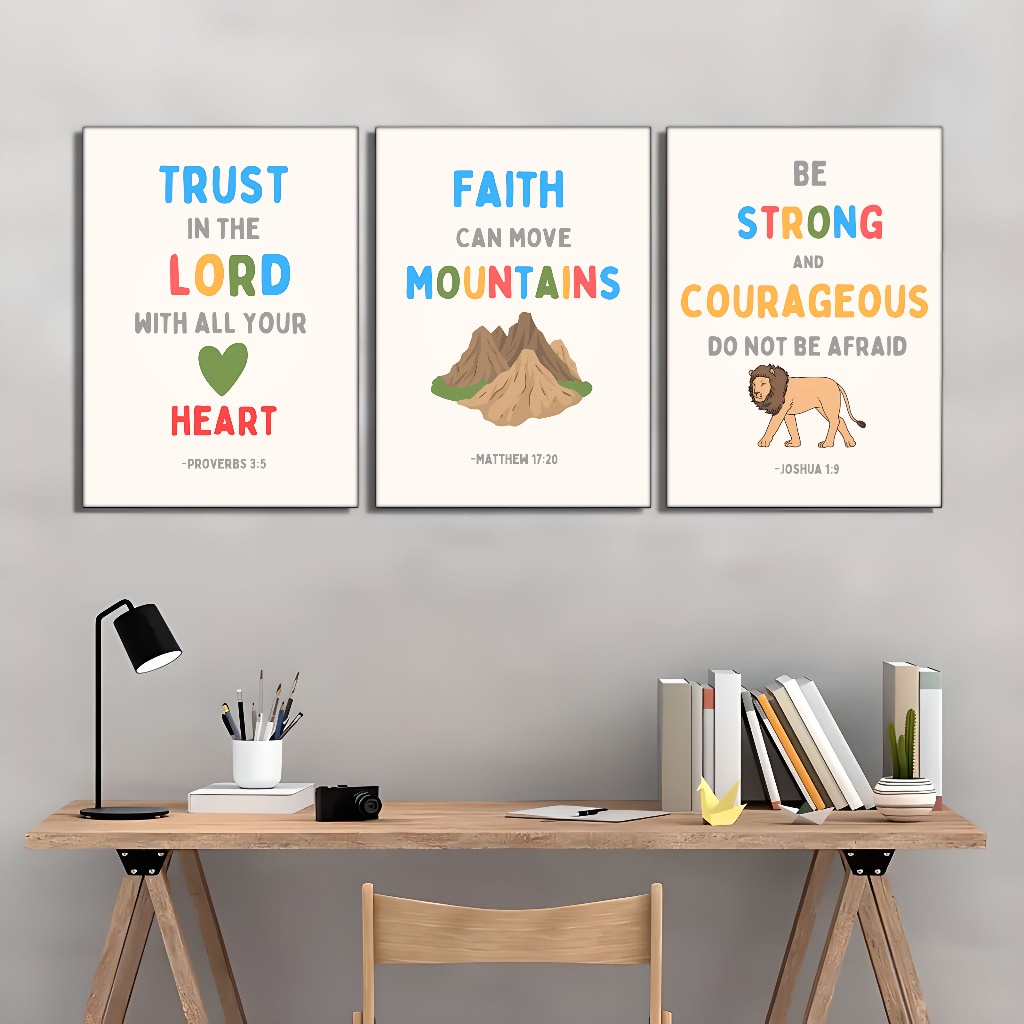 TRUST
IN THE
LORD
WITH ALL YOUR
HEART
-PROVERBS 3:5
FAITH
CAN MOVE
MOUNTAINS
-MATTHEW 17:20
BE
STRONG
AND
COURAGEOUS
DO NOT BE AFRAID
-JOSHUA 1:9